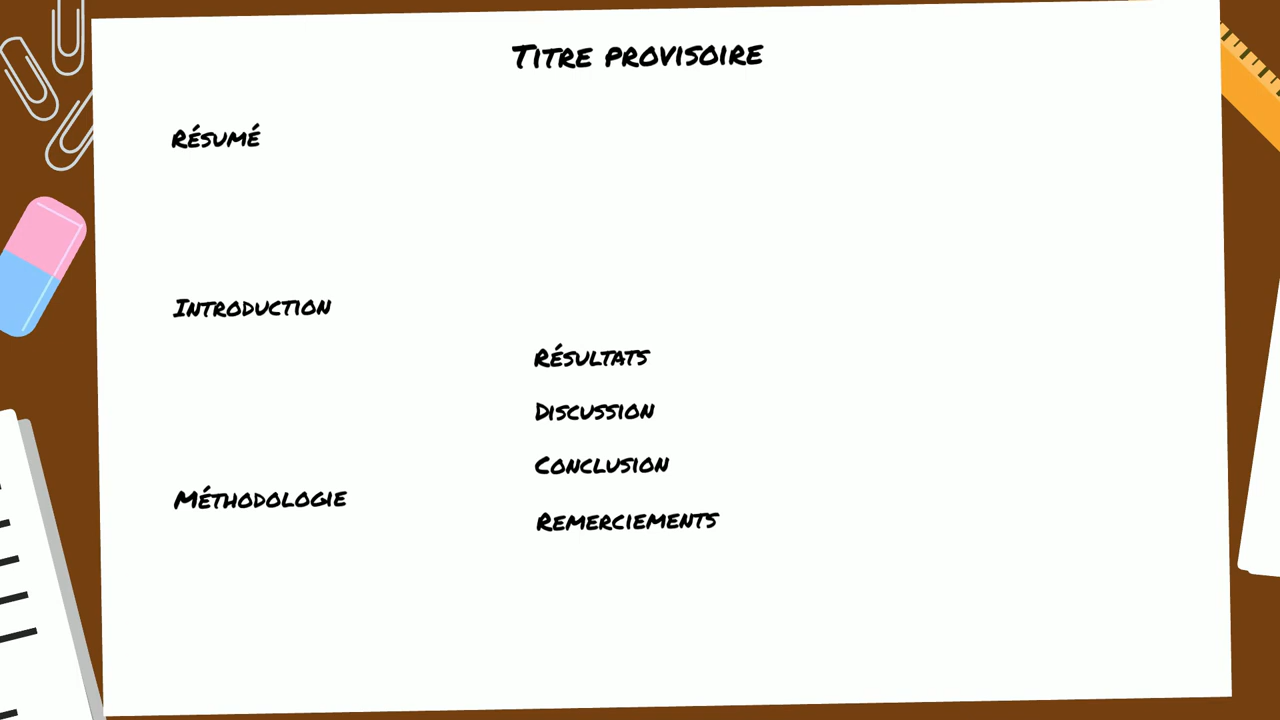 Titre provisoire
Résumé
Introduction
Méthodologie
Résultats
Discussion
Conclusion
Remerciements